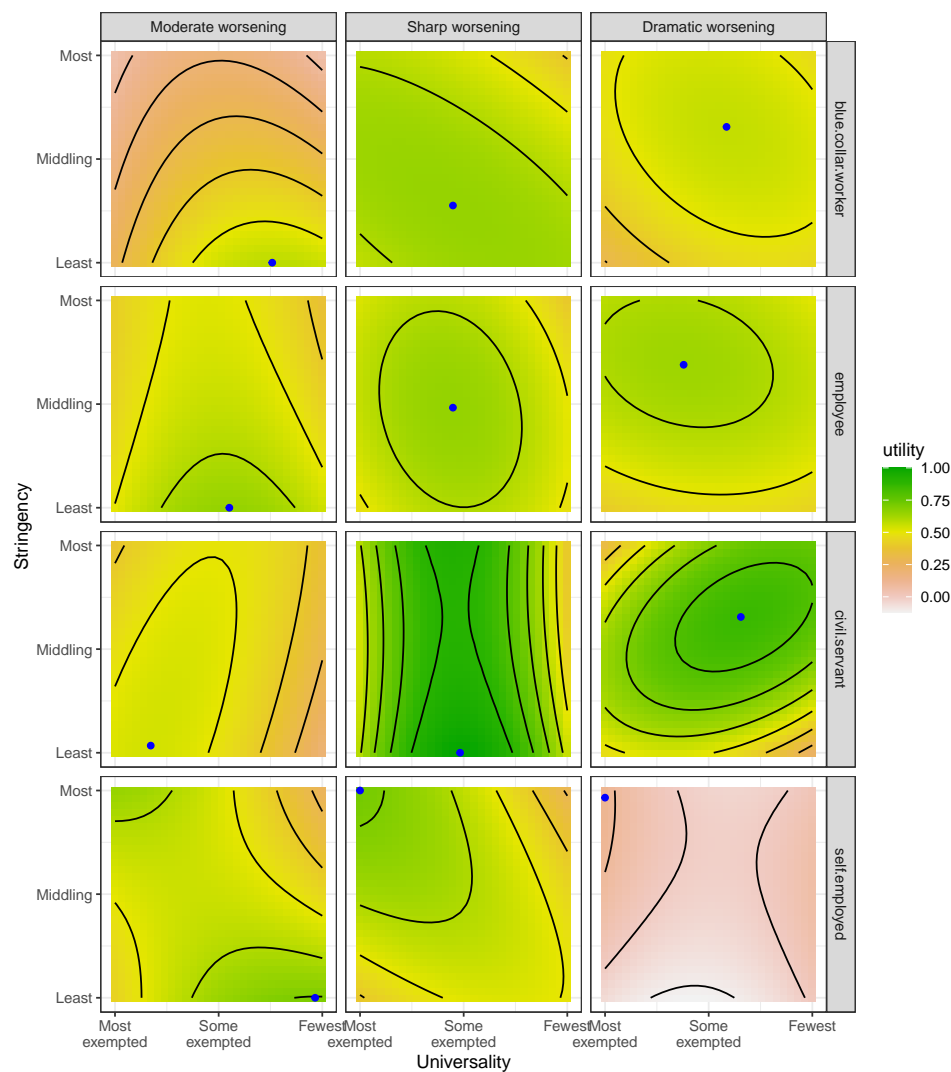 Moderate worsening
Sharp worsening
Dramatic worsening
Most
Middling
Least
blue.collar.worker
Most
Middling
Least
employee
Most
Middling
Least
civil.servant
Most
Middling
Least
self.employed
Stringency
Most
exempted
Some
exempted
Fewest
Most
exempted
Some
exempted
Fewest
Most
exempted
Some
exempted
Fewest
Universality
utility
1.00
0.75
0.50
0.25
0.00